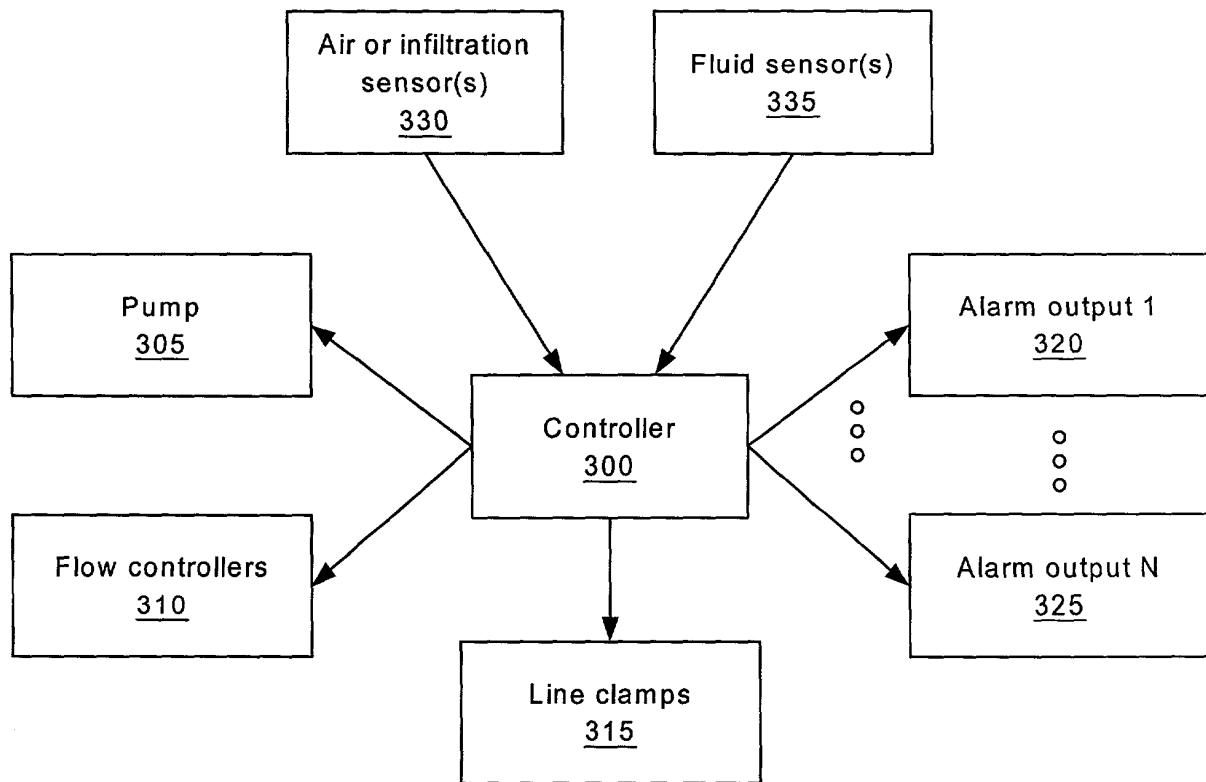 Air or infiltration
sensor(s)
330
Fluid sensor(s)
335
Pump
305
Alarm output 1
320
Controller
300
Flow controllers
310
Alarm output N
325
Line clamps
315